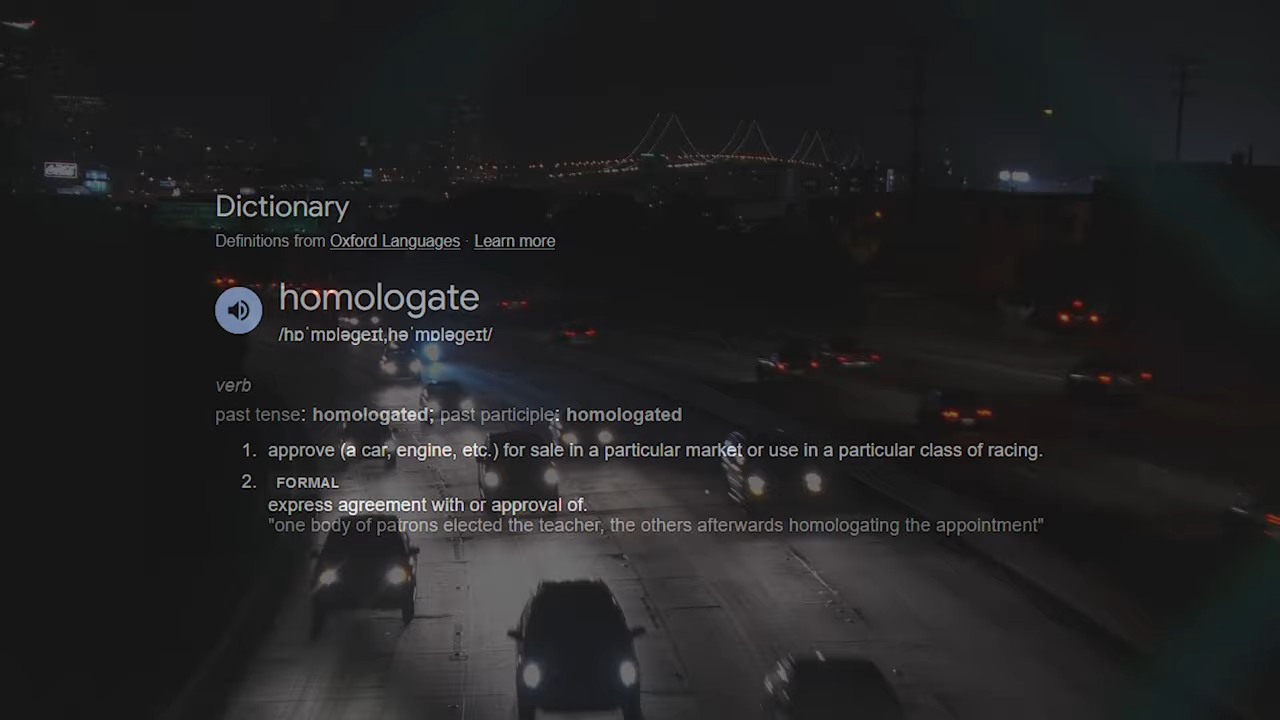 Dictionary
Definitions from Oxford Languages · Learn more
homologate
/hɒˈmɒləɡeɪt,həˈmɒləɡeɪt/
verb
past tense: homologated; past participle: homologated
1. approve (a car, engine, etc.) for sale in a particular market or use in a particular class of racing.
2. FORMAL
express agreement with or approval of.
"one body of patrons elected the teacher, the others afterwards homologating the appointment"